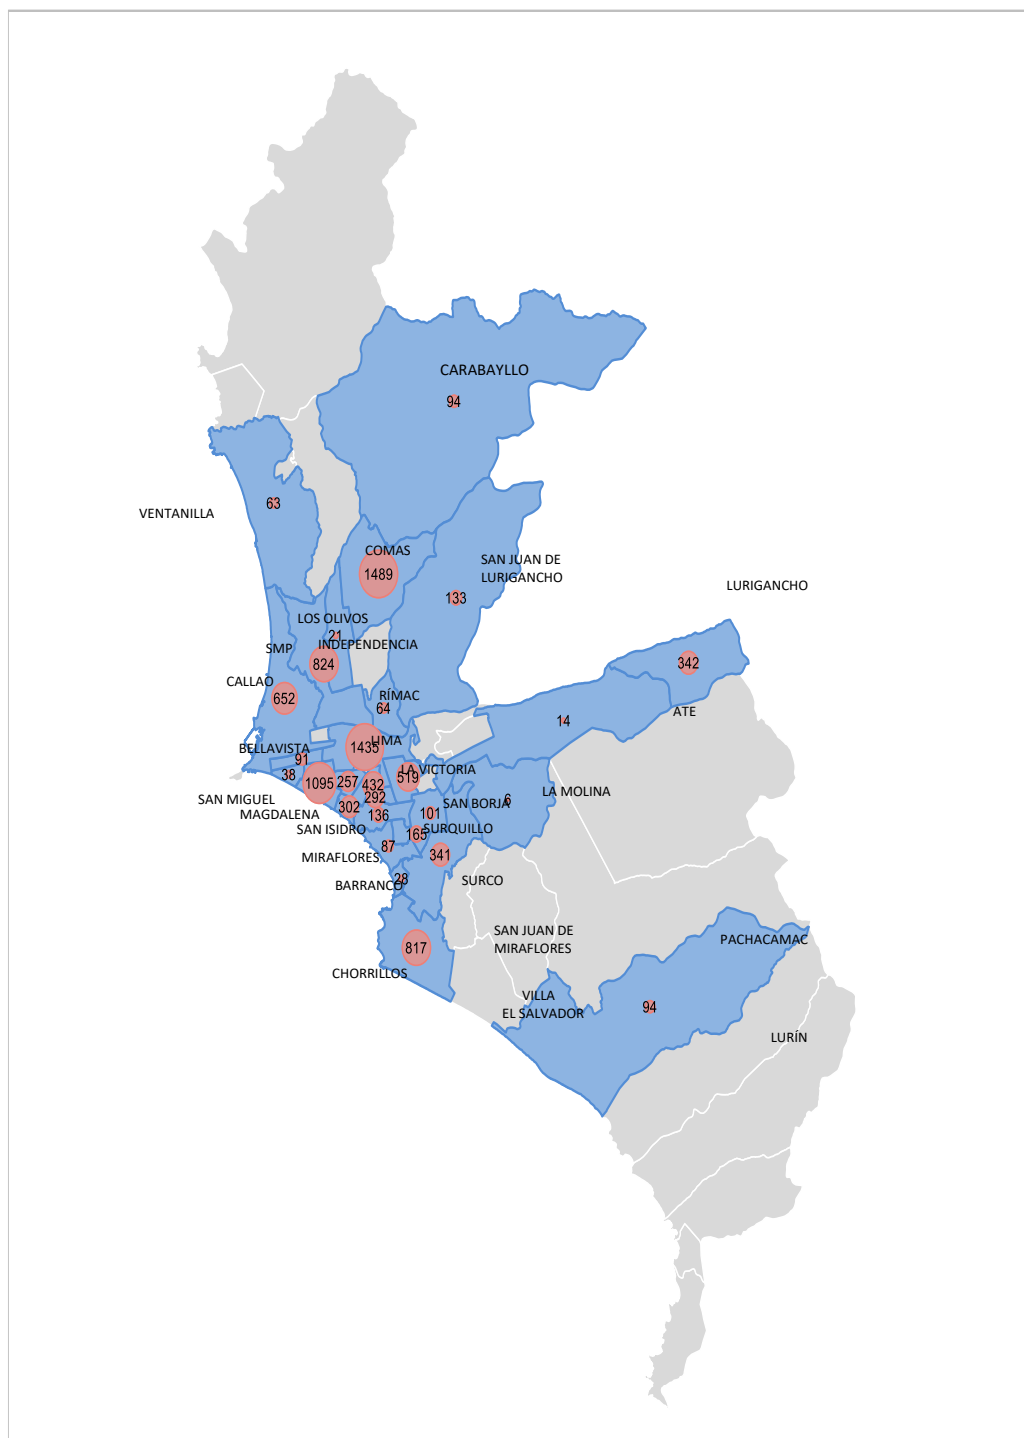 CARABAYLLO
94
63
VENTANILLA
COMAS
1489
SAN JUAN DE
LURIGANCHO
133
LURIGANCHO
LOS OLIVOS
21
INDEPENDENCIA
SMP
824
342
CALLAO
652
RÍMAC
64
ATE
14
LIMA
1435
BELLAVISTA
91
38
LA VICTORIA
519
1095
257
432
292
LA MOLINA
6
SAN MIGUEL
MAGDALENA
302
136
SAN BORJA
101
SAN ISIDRO
SURQUILLO
165
MIRAFLORES
87
341
BARRANCO
28
SURCO
SAN JUAN DE
MIRAFLORES
817
CHORRILLOS
PACHACAMAC
VILLA
EL SALVADOR
94
LURÍN